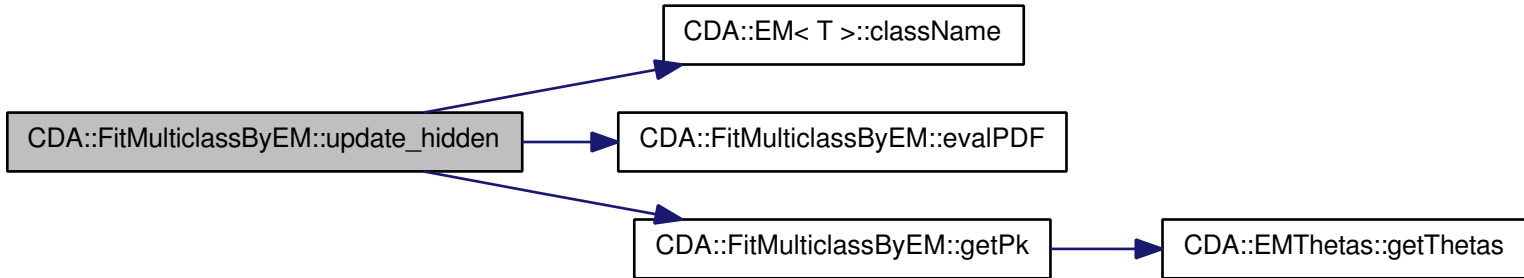 CDA::EM< T >::className
CDA::FitMulticlassByEM::update_hidden
CDA::FitMulticlassByEM::evalPDF
CDA::FitMulticlassByEM::getPk
CDA::EMThetas::getThetas